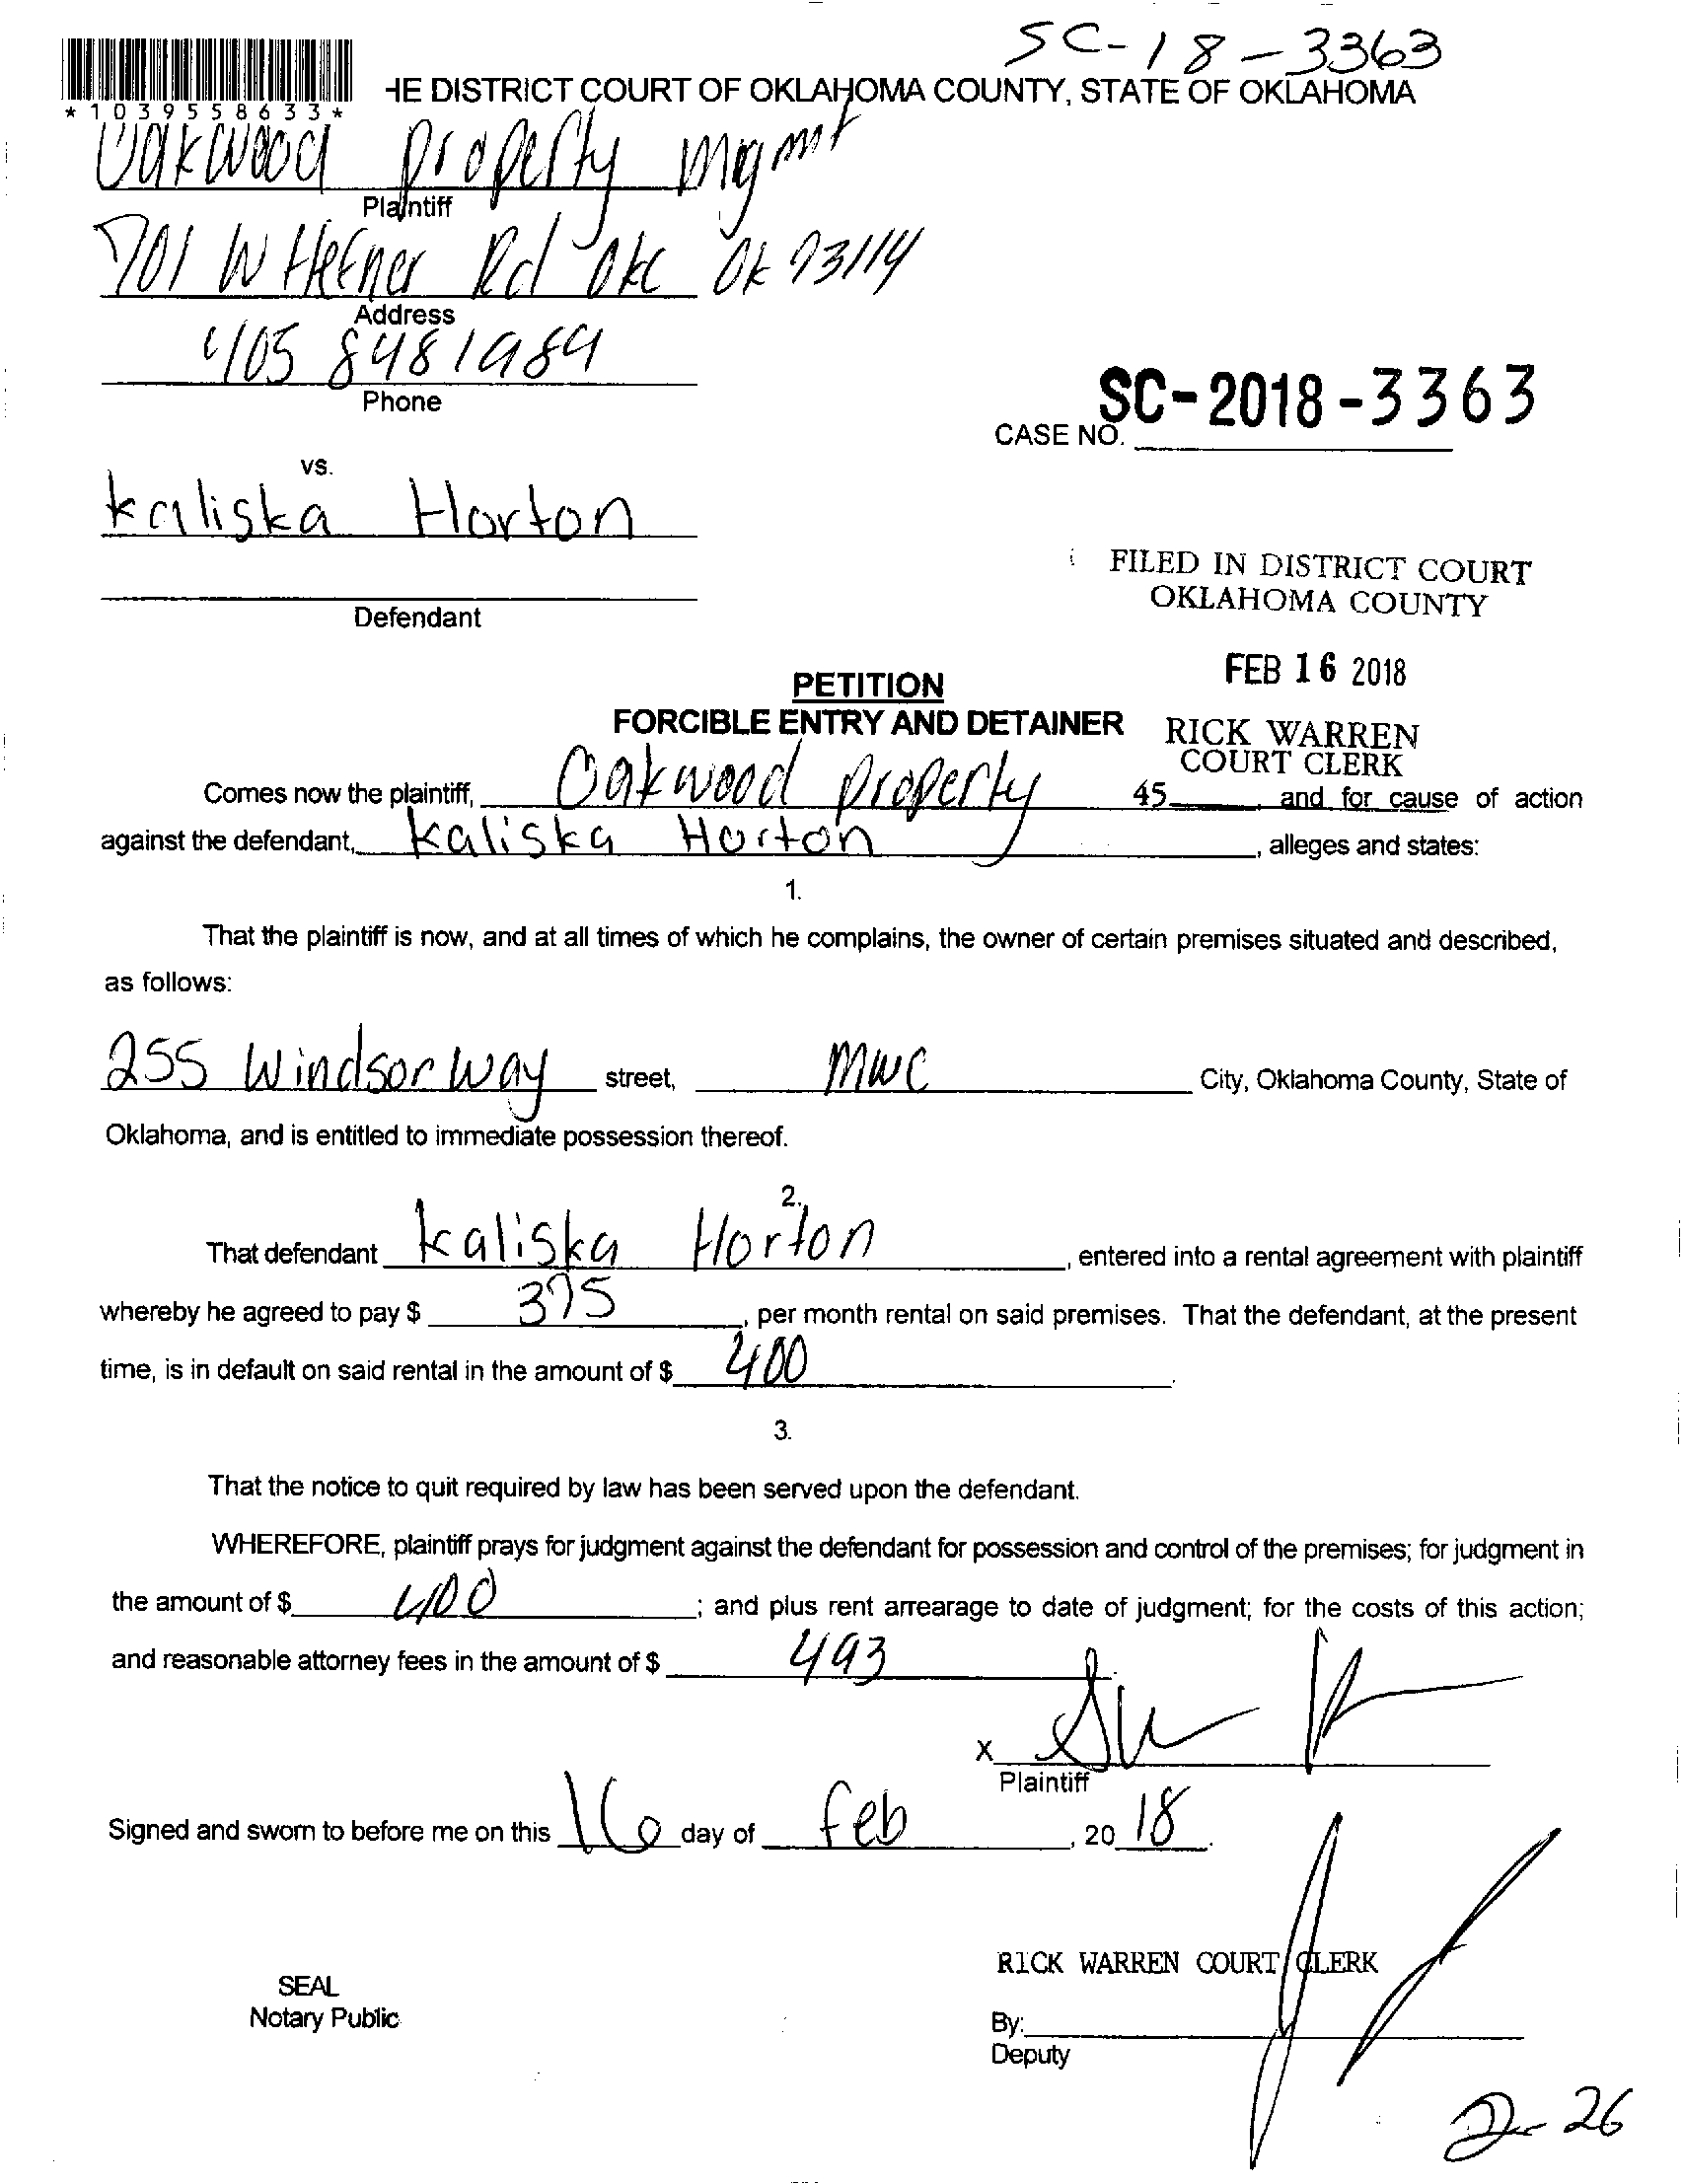 SC-18-3363
HE DISTRICT COURT OF OKLAHOMA COUNTY, STATE OF OKLAHOMA
*1039558633*
Oakwood property mgmt
Plaintiff
701 W Hefner Rd Okc Ok 73114
Address
405 8481989
Phone
SC-2018-3363
CASE NO.
vs.
kaliska Horton
Defendant
FILED IN DISTRICT COURT
OKLAHOMA COUNTY
FEB 16 2018
RICK WARREN
COURT CLERK
PETITION
FORCIBLE ENTRY AND DETAINER
Comes now the plaintiff, Oakwood property 45 and for cause of action
against the defendant, kaliska Horton, alleges and states:
1.
That the plaintiff is now, and at all times of which he complains, the owner of certain premises situated and described,
as follows:
255 Windsor Way street, MWC City, Oklahoma County, State of
Oklahoma, and is entitled to immediate possession thereof.
2.
That defendant kaliska Horton, entered into a rental agreement with plaintiff
whereby he agreed to pay $ 375, per month rental on said premises. That the defendant, at the present
time, is in default on said rental in the amount of $ 400.
3.
That the notice to quit required by law has been served upon the defendant.
WHEREFORE, plaintiff prays for judgment against the defendant for possession and control of the premises; for judgment in
the amount of $ 400; and plus rent arrearage to date of judgment; for the costs of this action;
and reasonable attorney fees in the amount of $ 493
X
Plaintiff
Signed and sworn to before me on this 16 day of feb, 20 18.
RICK WARREN COURT CLERK
SEAL
Notary Public
By:
Deputy
26